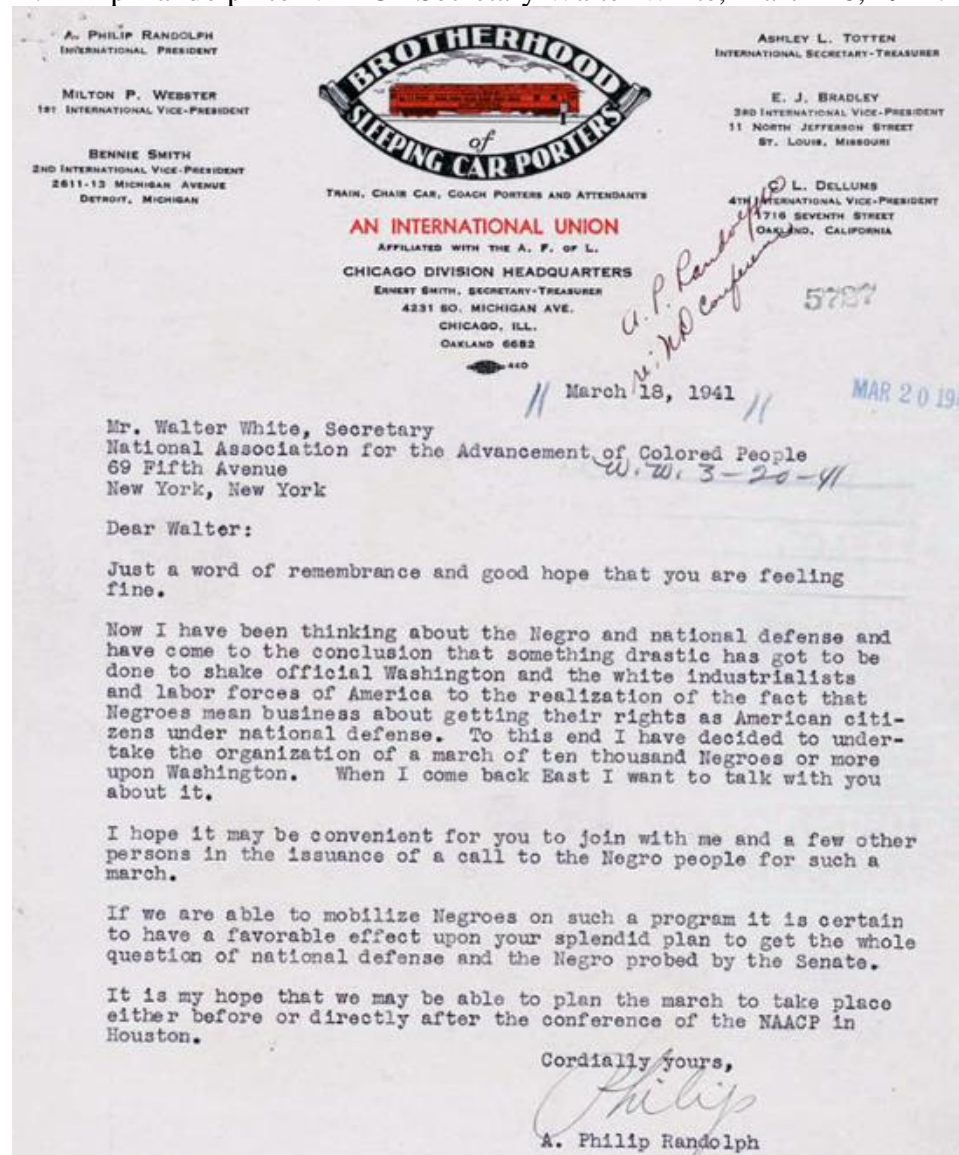 A. PHILIP RANDOLPH
INTERNATIONAL PRESIDENT
MILTON P. WEBSTER
1ST INTERNATIONAL VICE-PRESIDENT
BENNIE SMITH
2ND INTERNATIONAL VICE-PRESIDENT
2611-13 MICHIGAN AVENUE
DETROIT, MICHIGAN
BROTHERHOOD
of
SLEEPING CAR PORTERS
TRAIN, CHAIR CAR, COACH PORTERS AND ATTENDANTS
AN INTERNATIONAL UNION
AFFILIATED WITH THE A. F. OF L.
CHICAGO DIVISION HEADQUARTERS
ERNEST SMITH, SECRETARY-TREASURER
4231 SO. MICHIGAN AVE.
CHICAGO, ILL.
OAKLAND 6682
440
ASHLEY L. TOTTEN
INTERNATIONAL SECRETARY-TREASURER
E. J. BRADLEY
3RD INTERNATIONAL VICE-PRESIDENT
11 NORTH JEFFERSON STREET
ST. LOUIS, MISSOURI
C. L. DELLUMS
4TH INTERNATIONAL VICE-PRESIDENT
1716 SEVENTH STREET
OAKLAND, CALIFORNIA
A. P. Randolph
re: ND Conference
5727
March 18, 1941
MAR 20 194
Mr. Walter White, Secretary
National Association for the Advancement of Colored People
69 Fifth Avenue
W. W. 3-20-41
New York, New York
Dear Walter:
Just a word of remembrance and good hope that you are feeling
fine.
Now I have been thinking about the Negro and national defense and
have come to the conclusion that something drastic has got to be
done to shake official Washington and the white industrialists
and labor forces of America to the realization of the fact that
Negroes mean business about getting their rights as American citi-
zens under national defense. To this end I have decided to under-
take the organization of a march of ten thousand Negroes or more
upon Washington. When I come back East I want to talk with you
about it.
I hope it may be convenient for you to join with me and a few other
persons in the issuance of a call to the Negro people for such a
march.
If we are able to mobilize Negroes on such a program it is certain
to have a favorable effect upon your splendid plan to get the whole
question of national defense and the Negro probed by the Senate.
It is my hope that we may be able to plan the march to take place
either before or directly after the conference of the NAACP in
Houston.
Cordially yours,
Philip
A. Philip Randolph